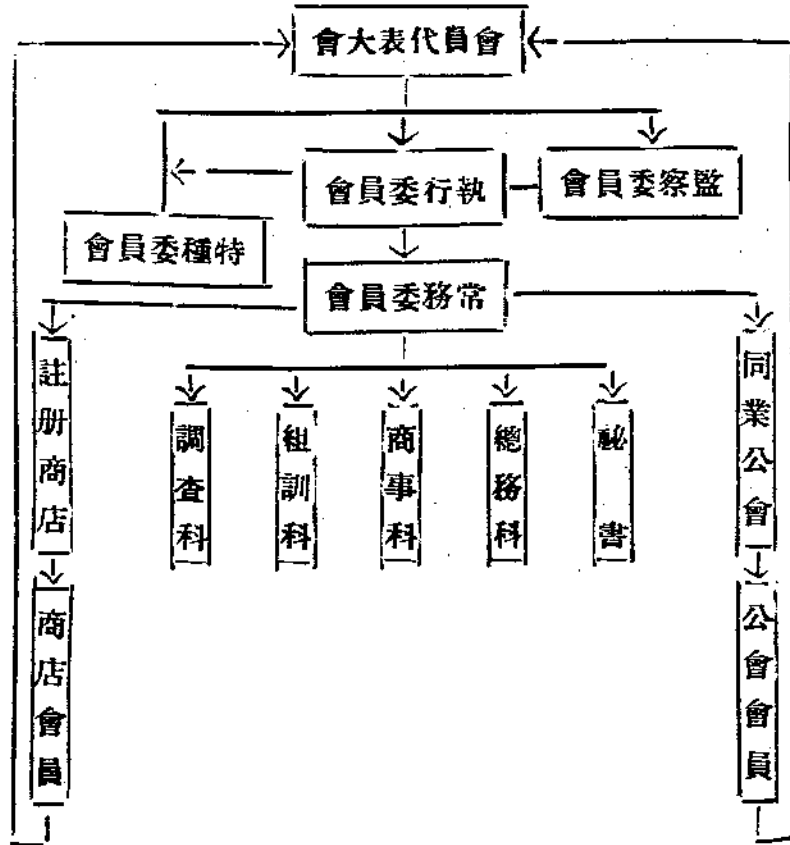 會員代表大會
監察委員會
執行委員會
特種委員會
常務委員會
同業公會
祕書
總務科
商事科
組訓科
調查科
註册商店
公會會員
商店會員